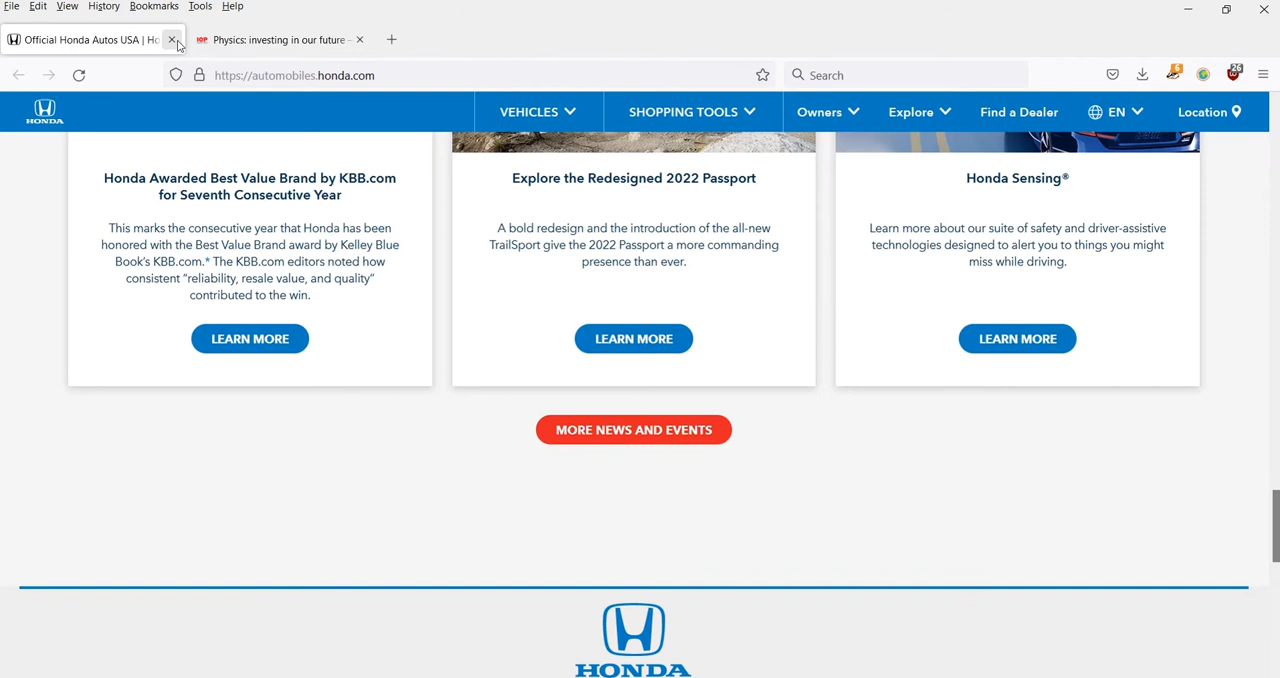 File Edit View History Bookmarks Tools Help
Official Honda Autos USA | Ho
IOP Physics: investing in our future -
https://automobiles.honda.com
Search
6
26
HONDA
VEHICLES
SHOPPING TOOLS
Owners
Explore
Find a Dealer
EN
Location
Honda Awarded Best Value Brand by KBB.com
for Seventh Consecutive Year
This marks the consecutive year that Honda has been
honored with the Best Value Brand award by Kelley Blue
Book's KBB.com.* The KBB.com editors noted how
consistent "reliability, resale value, and quality"
contributed to the win.
LEARN MORE
Explore the Redesigned 2022 Passport
A bold redesign and the introduction of the all-new
TrailSport give the 2022 Passport a more commanding
presence than ever.
LEARN MORE
Honda Sensing®
Learn more about our suite of safety and driver-assistive
technologies designed to alert you to things you might
miss while driving.
LEARN MORE
MORE NEWS AND EVENTS
HONDA